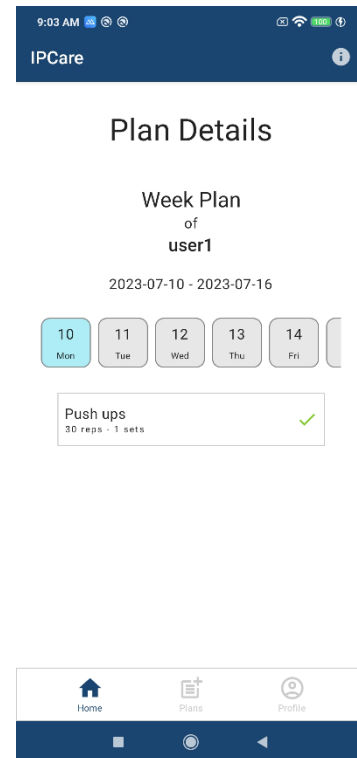 9:03 AM
100
IPCare
Plan Details
Week Plan
of
user1
2023-07-10 - 2023-07-16
10 11 12 13 14
Mon Tue Wed Thu Fri
Push ups
30 reps - 1 sets
Home Plans Profile